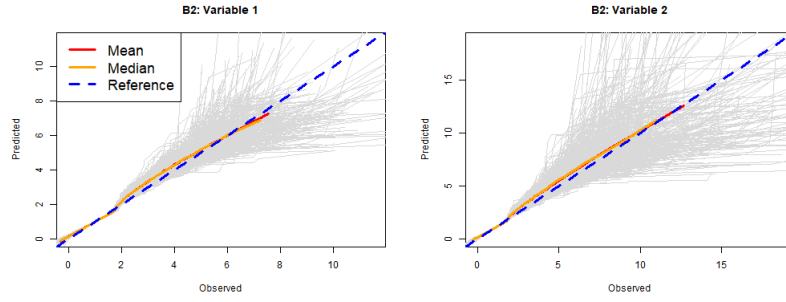 B2: Variable 1
Predicted
10
8
6
4
2
0
Mean
Median
Reference
0 2 4 6 8 10
Observed
B2: Variable 2
Predicted
15
10
5
0
0 5 10 15
Observed